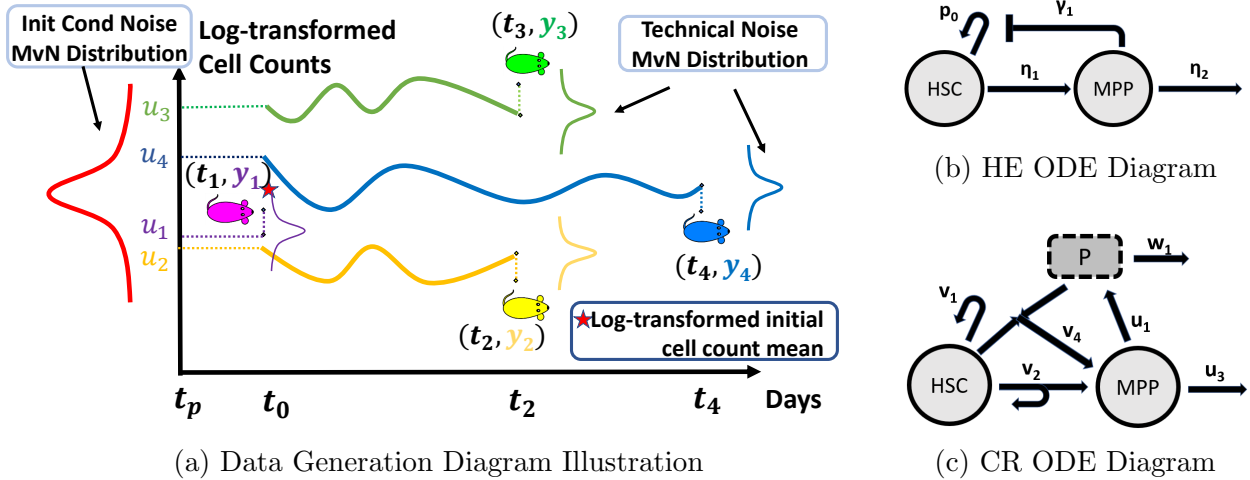 Init Cond Noise
MvN Distribution
Log-transformed
Cell Counts
(t₃, y₃)
Technical Noise
MvN Distribution
u₃
u₄
(t₁, y₁)
u₁
u₂
(t₄, y₄)
(t₂, y₂)
Log-transformed initial
cell count mean
tₚ
t₀
t₂
t₄
Days
(a) Data Generation Diagram Illustration
p₀
γ₁
HSC
η₁
MPP
η₂
(b) HE ODE Diagram
P
w₁
v₁
v₄
u₁
HSC
v₂
MPP
u₃
(c) CR ODE Diagram